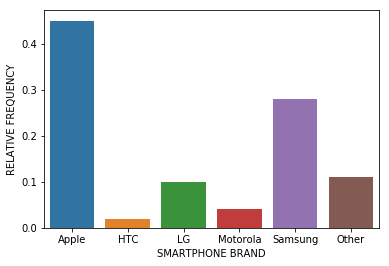 RELATIVE FREQUENCY
0.4
0.3
0.2
0.1
0.0
Apple HTC LG Motorola Samsung Other
SMARTPHONE BRAND